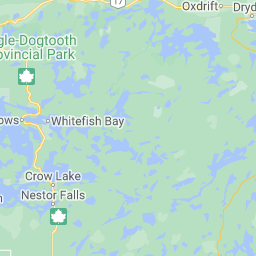 17
Oxdrift
Dryd
gle-Dogtooth
ovincial Park
ows
Whitefish Bay
Crow Lake
Nestor Falls